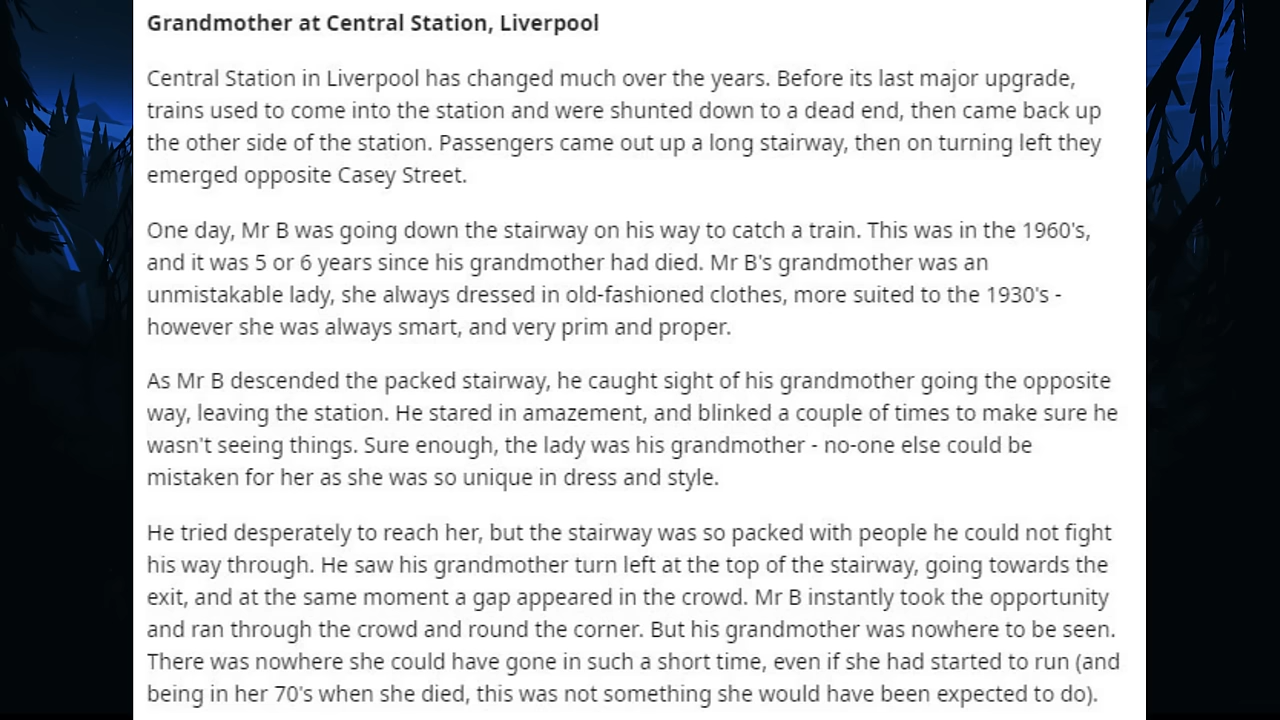 Grandmother at Central Station, Liverpool
Central Station in Liverpool has changed much over the years. Before its last major upgrade,
trains used to come into the station and were shunted down to a dead end, then came back up
the other side of the station. Passengers came out up a long stairway, then on turning left they
emerged opposite Casey Street.
One day, Mr B was going down the stairway on his way to catch a train. This was in the 1960's,
and it was 5 or 6 years since his grandmother had died. Mr B's grandmother was an
unmistakable lady, she always dressed in old-fashioned clothes, more suited to the 1930's -
however she was always smart, and very prim and proper.
As Mr B descended the packed stairway, he caught sight of his grandmother going the opposite
way, leaving the station. He stared in amazement, and blinked a couple of times to make sure he
wasn't seeing things. Sure enough, the lady was his grandmother - no-one else could be
mistaken for her as she was so unique in dress and style.
He tried desperately to reach her, but the stairway was so packed with people he could not fight
his way through. He saw his grandmother turn left at the top of the stairway, going towards the
exit, and at the same moment a gap appeared in the crowd. Mr B instantly took the opportunity
and ran through the crowd and round the corner. But his grandmother was nowhere to be seen.
There was nowhere she could have gone in such a short time, even if she had started to run (and
being in her 70's when she died, this was not something she would have been expected to do).